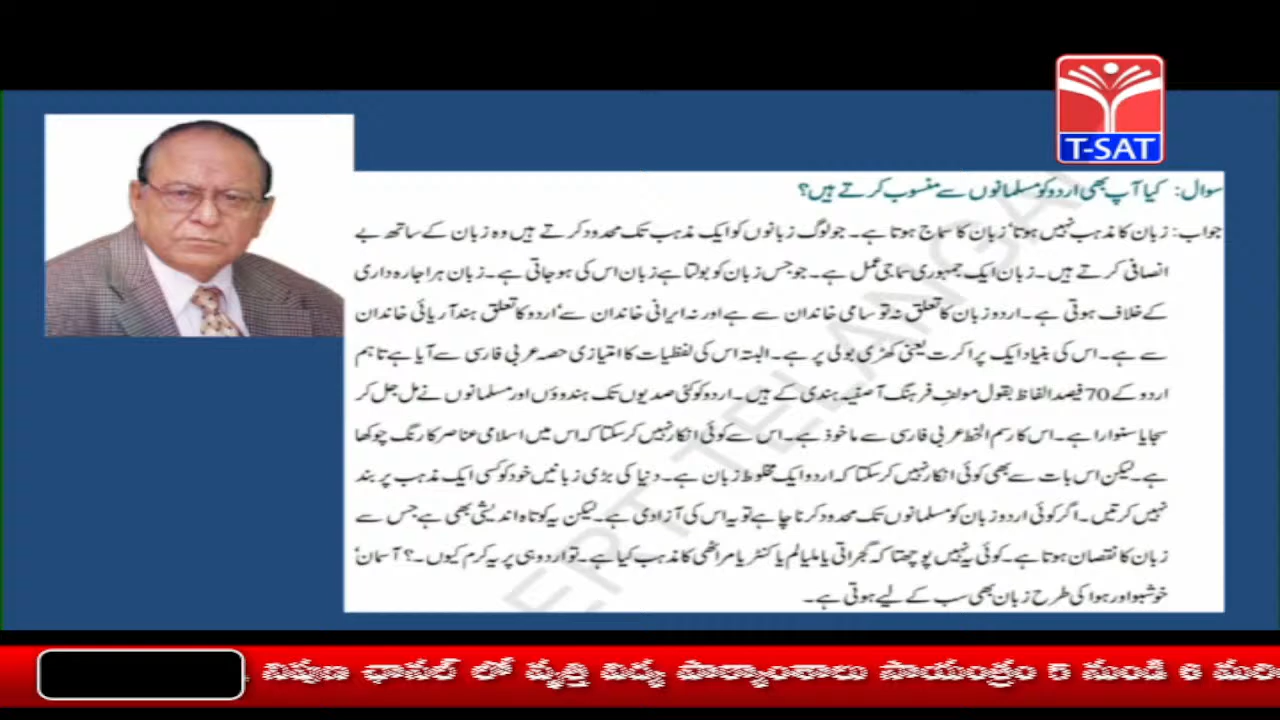 T-SAT
سوال: کیا آپ بھی اردو کو مسلمانوں سے منسوب کرتے ہیں؟
جواب: زبان کا مذہب نہیں ہوتا' زبان کا سماج ہوتا ہے۔ جو لوگ زبانوں کو ایک مذہب تک محدود کرتے ہیں وہ زبان کے ساتھ بے
انصافی کرتے ہیں۔ زبان ایک جمہوری سماجی عمل ہے۔ جو جس زبان کو بولتا ہے زبان اس کی ہو جاتی ہے۔ زبان ہر اجارہ داری
کے خلاف ہوتی ہے۔ اردو زبان کا تعلق نہ تو سامی خاندان سے ہے اور نہ ایرانی خاندان سے' اردو کا تعلق ہند آریائی خاندان
سے ہے۔ اس کی بنیاد ایک پراکرت یعنی کھڑی بولی پر ہے۔ البتہ اس کی لفظیات کا امتیازی حصہ عربی فارسی سے آیا ہے تاہم
اردو کے 70 فیصد الفاظ بقول مولف فرہنگ آصفیہ ہندی کے ہیں۔ اردو کو کئی صدیوں تک ہندوؤں اور مسلمانوں نے مل جل کر
سجایا سنوارا ہے۔ اس کا رسم الخط عربی فارسی سے ماخوذ ہے۔ اس سے کوئی انکار نہیں کر سکتا کہ اس میں اسلامی عناصر کا رنگ چوکھا
ہے۔ لیکن اس بات سے بھی کوئی انکار نہیں کر سکتا کہ اردو ایک مخلوط زبان ہے۔ دنیا کی بڑی زبانیں خود کو کسی ایک مذہب پر بند
نہیں کرتیں۔ اگر کوئی اردو زبان کو مسلمانوں تک محدود کرنا چاہے تو یہ اس کی آزادی ہے۔ لیکن یہ کوتاہ اندیشی بھی ہے جس سے
زبان کا نقصان ہوتا ہے۔ کوئی یہ نہیں پوچھتا کہ گجراتی یا ملیالم یا کنٹر یا مراٹھی کا مذہب کیا ہے۔ تو اردو ہی پر یہ کرم کیوں۔؟ آسمان'
خوشبو اور ہوا کی طرح زبان بھی سب کے لیے ہوتی ہے۔
నిపుణ ఛానల్ లో వృత్తి విద్య పాఠ్యాంశాలు సాయంత్రం 5 నుండి 6